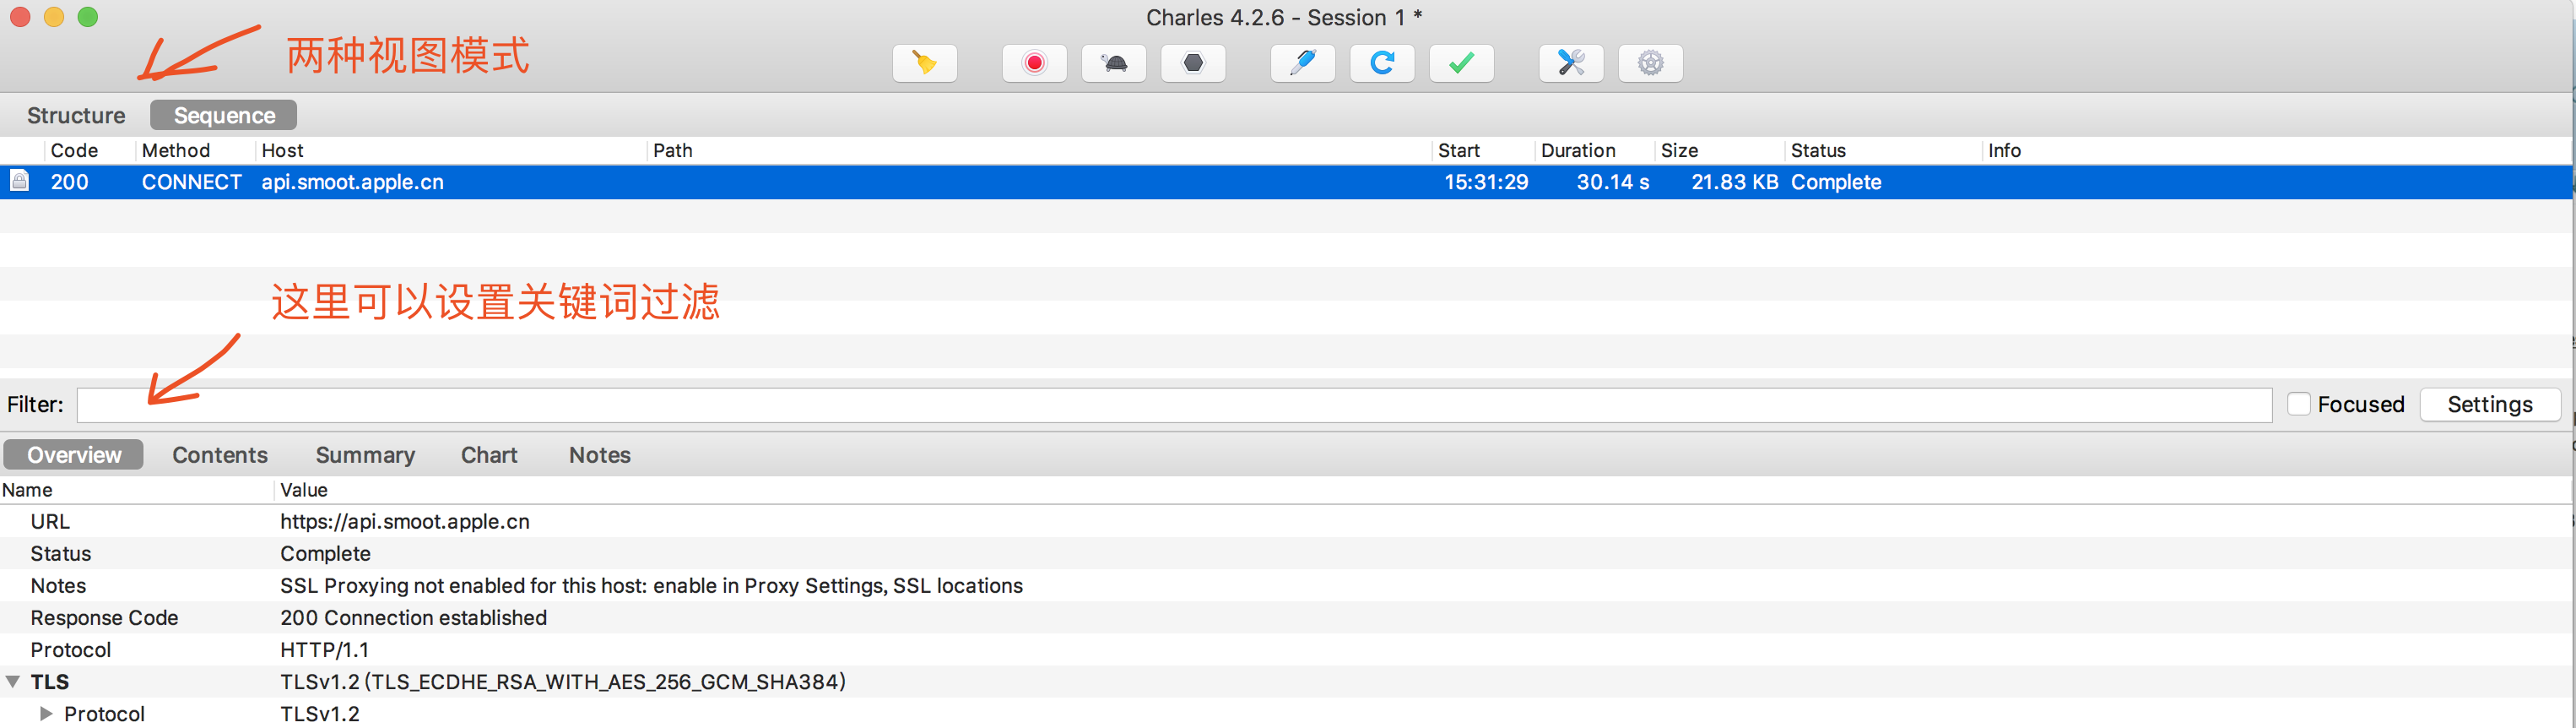 Charles 4.2.6 - Session 1 *
两种视图模式
Structure Sequence
Code Method Host Path Start Duration Size Status Info
200 CONNECT api.smoot.apple.cn 15:31:29 30.14 s 21.83 KB Complete
这里可以设置关键词过滤
Filter: Focused Settings
Overview Contents Summary Chart Notes
Name Value
URL https://api.smoot.apple.cn
Status Complete
Notes SSL Proxying not enabled for this host: enable in Proxy Settings, SSL locations
Response Code 200 Connection established
Protocol HTTP/1.1
TLS TLSv1.2 (TLS_ECDHE_RSA_WITH_AES_256_GCM_SHA384)
Protocol TLSv1.2